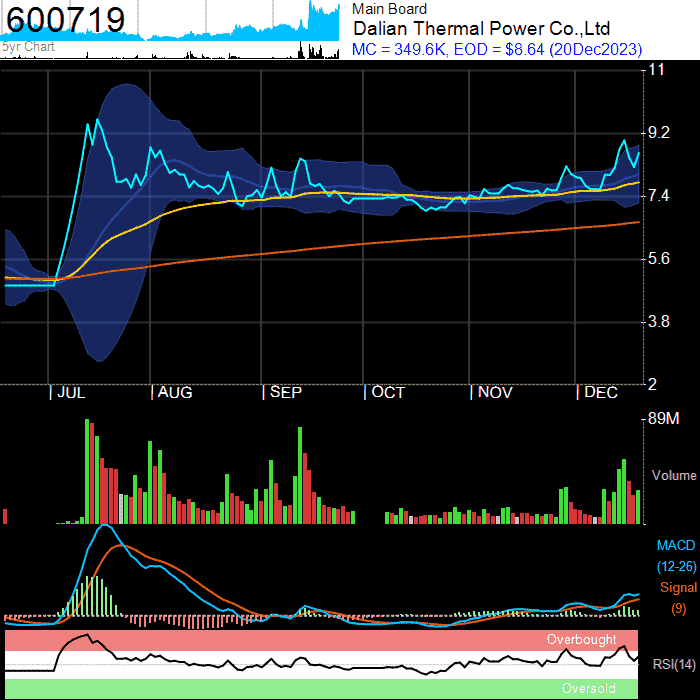 600719
5yr Chart
Main Board
Dalian Thermal Power Co.,Ltd
MC = 349.6K, EOD = $8.64 (20Dec2023)
11
9.2
7.4
5.6
3.8
2
JUL
AUG
SEP
OCT
NOV
DEC
89M
Volume
MACD
(12-26)
Signal
(9)
Overbought
RSI(14)
Oversold